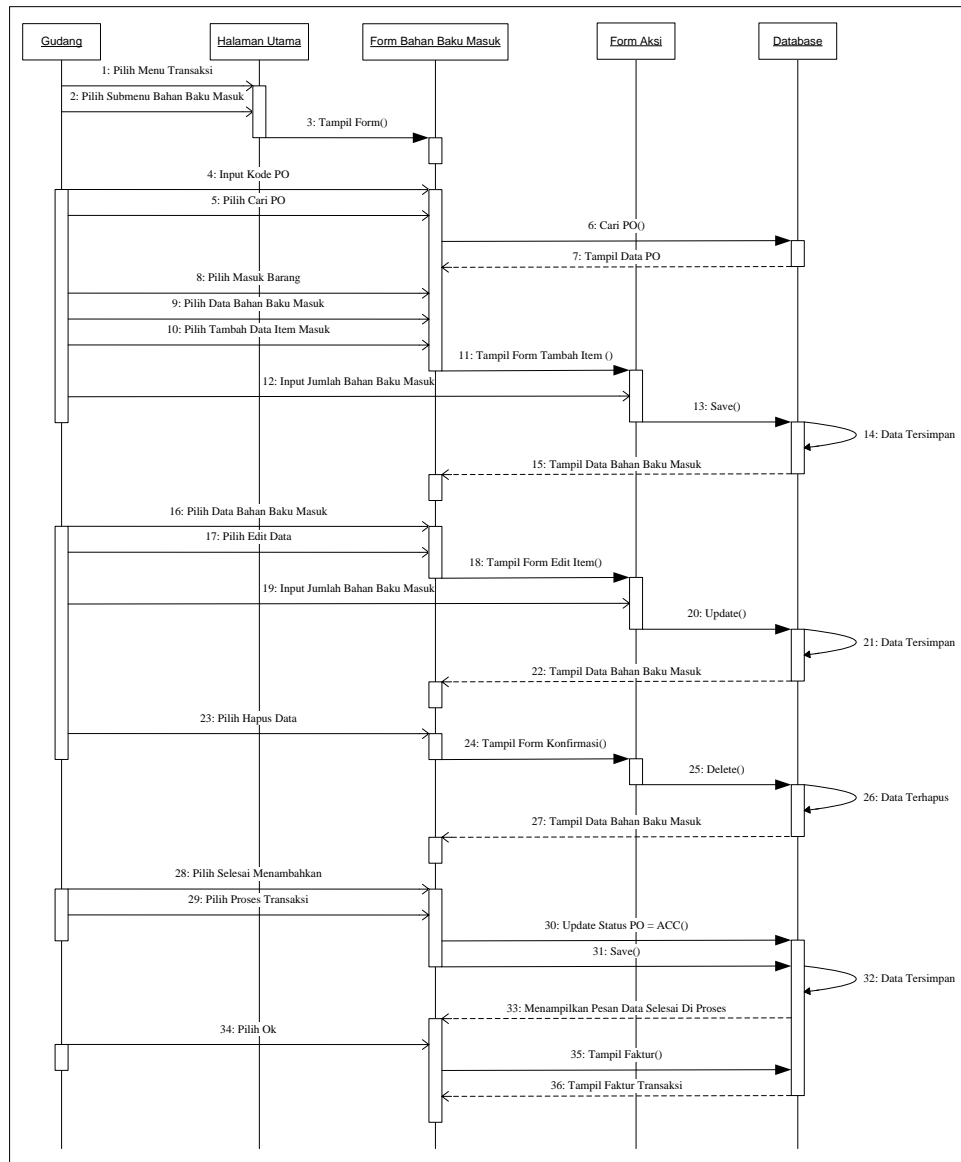 Gudang
Halaman Utama
Form Bahan Baku Masuk
Form Aksi
Database
1: Pilih Menu Transaksi
2: Pilih Submenu Bahan Baku Masuk
3: Tampil Form()
4: Input Kode PO
5: Pilih Cari PO
6: Cari PO()
7: Tampil Data PO
8: Pilih Masuk Barang
9: Pilih Data Bahan Baku Masuk
10: Pilih Tambah Data Item Masuk
11: Tampil Form Tambah Item ()
12: Input Jumlah Bahan Baku Masuk
13: Save()
14: Data Tersimpan
15: Tampil Data Bahan Baku Masuk
16: Pilih Data Bahan Baku Masuk
17: Pilih Edit Data
18: Tampil Form Edit Item()
19: Input Jumlah Bahan Baku Masuk
20: Update()
21: Data Tersimpan
22: Tampil Data Bahan Baku Masuk
23: Pilih Hapus Data
24: Tampil Form Konfirmasi()
25: Delete()
26: Data Terhapus
27: Tampil Data Bahan Baku Masuk
28: Pilih Selesai Menambahkan
29: Pilih Proses Transaksi
30: Update Status PO = ACC()
31: Save()
32: Data Tersimpan
33: Menampilkan Pesan Data Selesai Di Proses
34: Pilih Ok
35: Tampil Faktur()
36: Tampil Faktur Transaksi